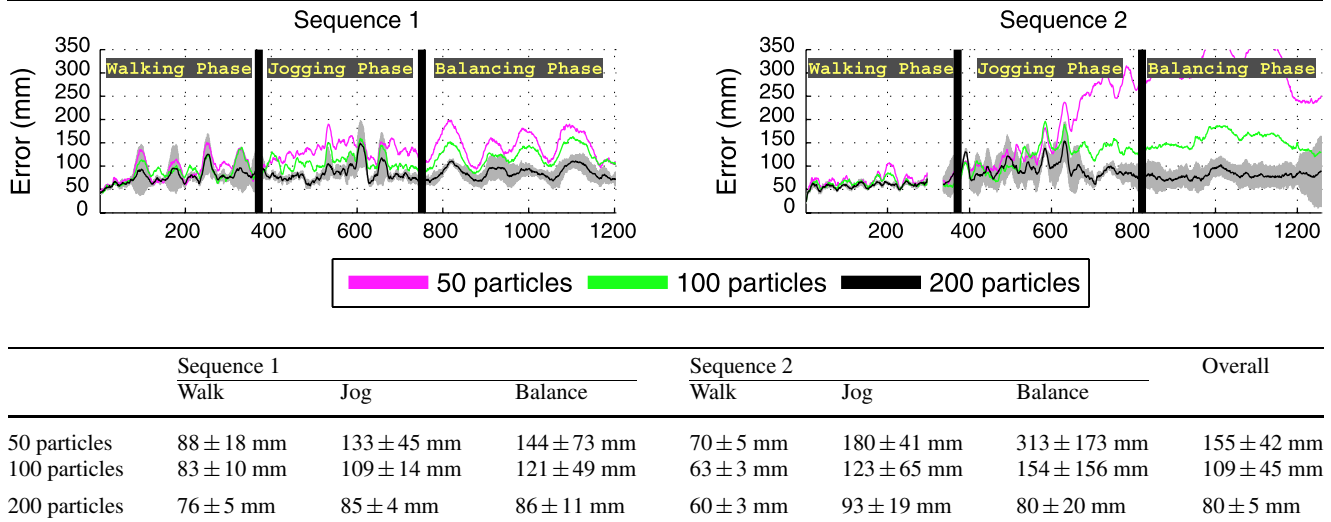 Sequence 1
Sequence 2
Error (mm)
350
300
250
200
150
100
50
0
Walking Phase
Jogging Phase
Balancing Phase
200
400
600
800
1000
1200
Error (mm)
350
300
250
200
150
100
50
0
Walking Phase
Jogging Phase
Balancing Phase
200
400
600
800
1000
1200
50 particles
100 particles
200 particles
Sequence 1 Sequence 2 Overall
Walk Jog Balance Walk Jog Balance
50 particles 88 ± 18 mm 133 ± 45 mm 144 ± 73 mm 70 ± 5 mm 180 ± 41 mm 313 ± 173 mm 155 ± 42 mm
100 particles 83 ± 10 mm 109 ± 14 mm 121 ± 49 mm 63 ± 3 mm 123 ± 65 mm 154 ± 156 mm 109 ± 45 mm
200 particles 76 ± 5 mm 85 ± 4 mm 86 ± 11 mm 60 ± 3 mm 93 ± 19 mm 80 ± 20 mm 80 ± 5 mm